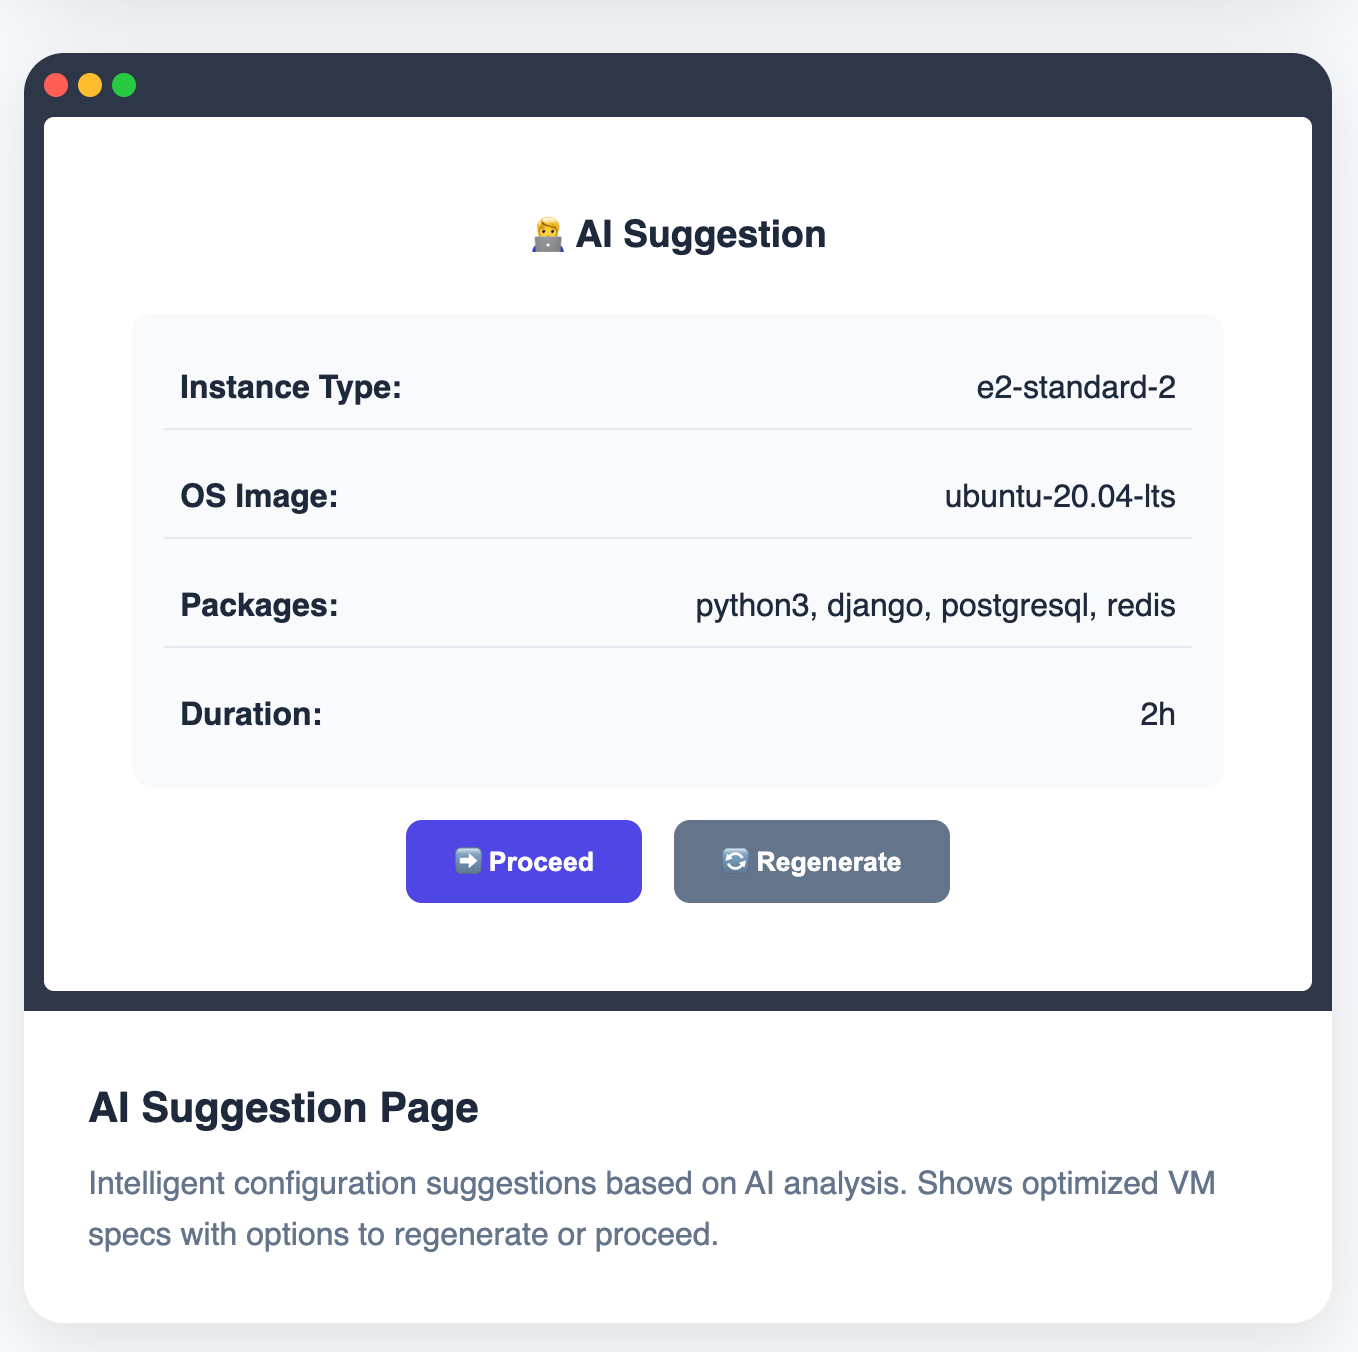 AI Suggestion
Instance Type: e2-standard-2
OS Image: ubuntu-20.04-lts
Packages: python3, django, postgresql, redis
Duration: 2h
Proceed Regenerate
AI Suggestion Page
Intelligent configuration suggestions based on AI analysis. Shows optimized VM
specs with options to regenerate or proceed.